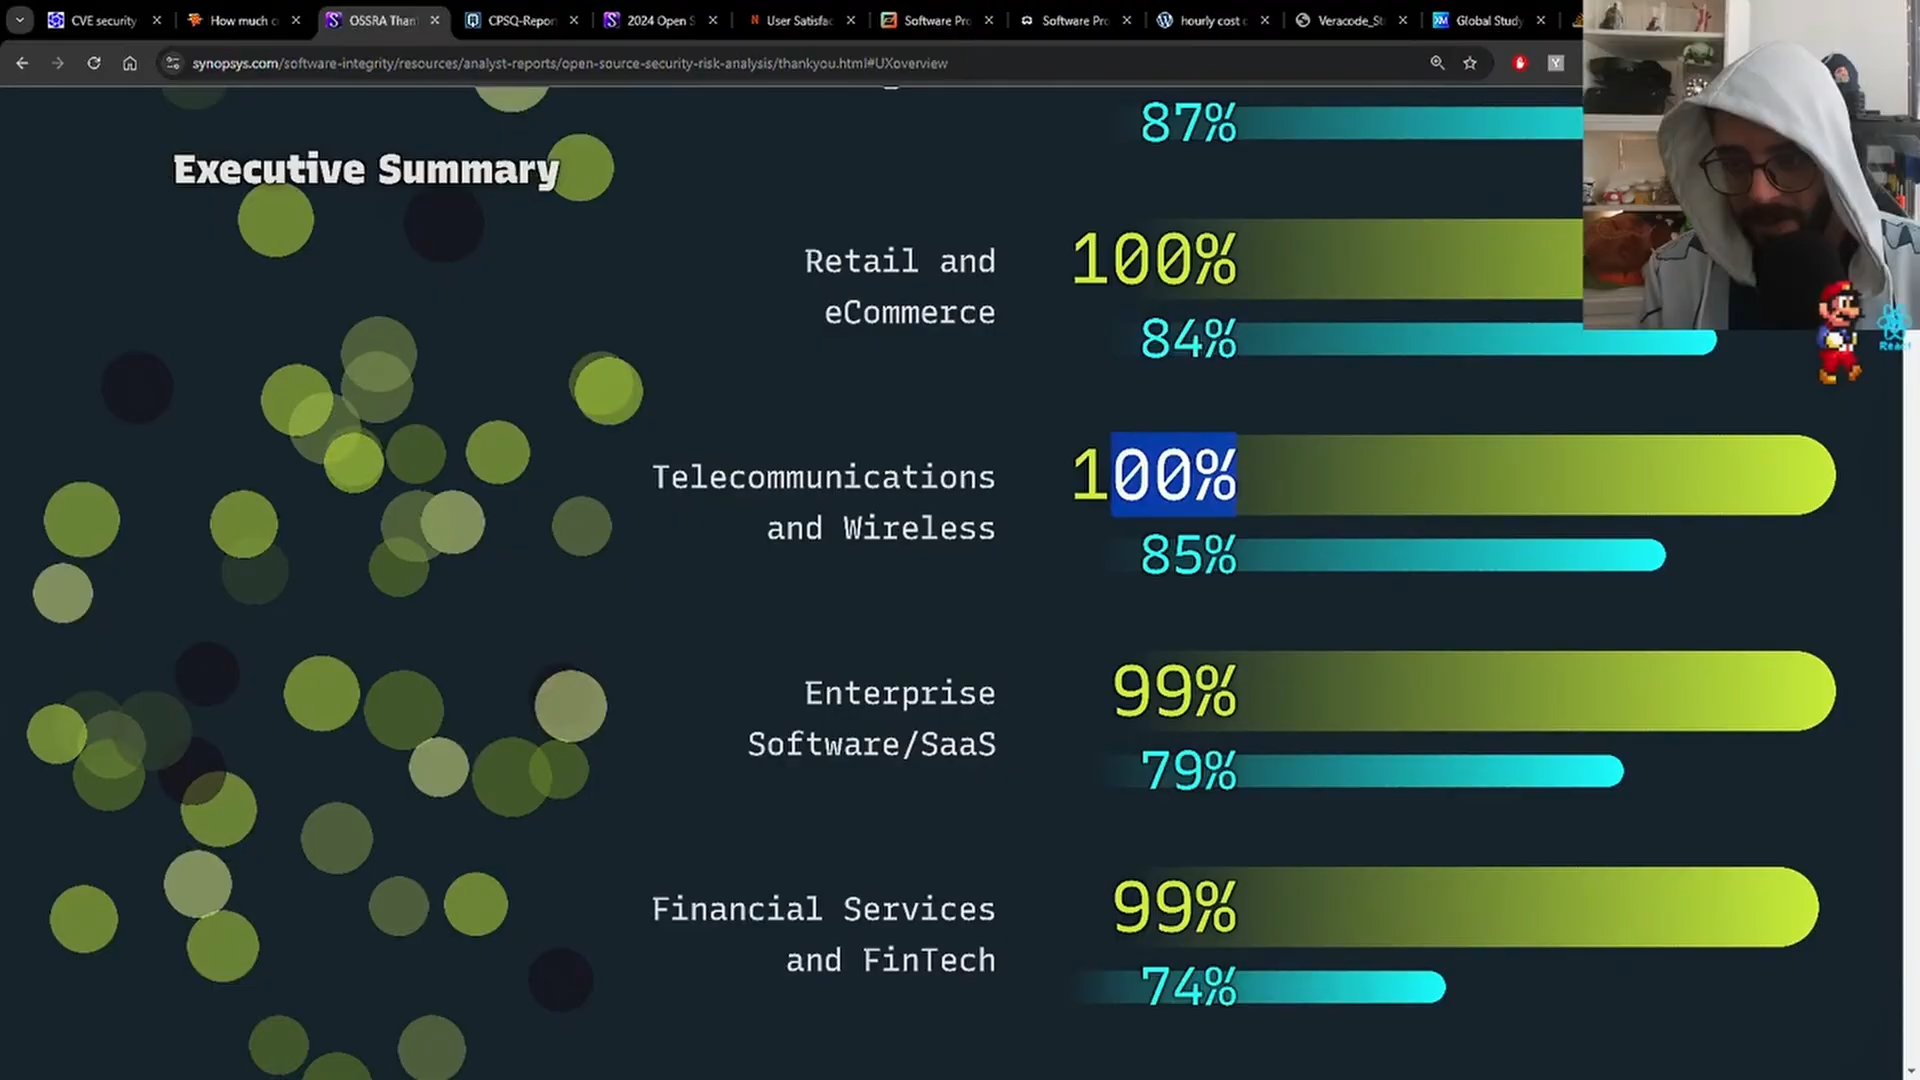 CVE security
How much c
OSSRA Than
CPSQ-Repor
2024 Open S
User Satisfac
Software Pro
Software Pro
hourly cost c
Veracode_St
Global Study
synopsys.com/software-integrity/resources/analyst-reports/open-source-security-risk-analysis/thankyou.html#UXoverview
Executive Summary
87%
Retail and
eCommerce
100%
84%
Telecommunications
and Wireless
100%
85%
Enterprise
Software/SaaS
99%
79%
Financial Services
and FinTech
99%
74%